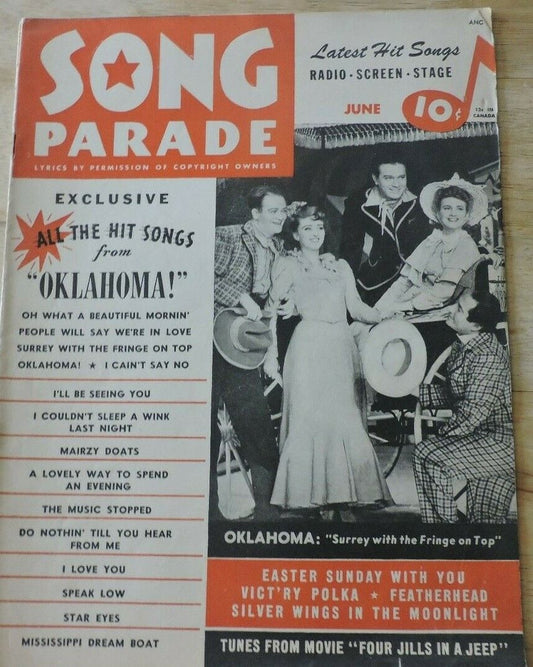 SONG
PARADE
LYRICS BY PERMISSION OF COPYRIGHT OWNERS
ANC
Latest Hit Songs
RADIO · SCREEN · STAGE
JUNE
10¢
12c IN
CANADA
EXCLUSIVE
ALL THE HIT SONGS
from
"OKLAHOMA!"
OH WHAT A BEAUTIFUL MORNIN'
PEOPLE WILL SAY WE'RE IN LOVE
SURREY WITH THE FRINGE ON TOP
OKLAHOMA! ★ I CAIN'T SAY NO
I'LL BE SEEING YOU
I COULDN'T SLEEP A WINK
LAST NIGHT
MAIRZY DOATS
A LOVELY WAY TO SPEND
AN EVENING
THE MUSIC STOPPED
DO NOTHIN' TILL YOU HEAR
FROM ME
I LOVE YOU
SPEAK LOW
STAR EYES
MISSISSIPPI DREAM BOAT
OKLAHOMA: "Surrey with the Fringe on Top"
EASTER SUNDAY WITH YOU
VICT'RY POLKA ★ FEATHERHEAD
SILVER WINGS IN THE MOONLIGHT
TUNES FROM MOVIE "FOUR JILLS IN A JEEP"